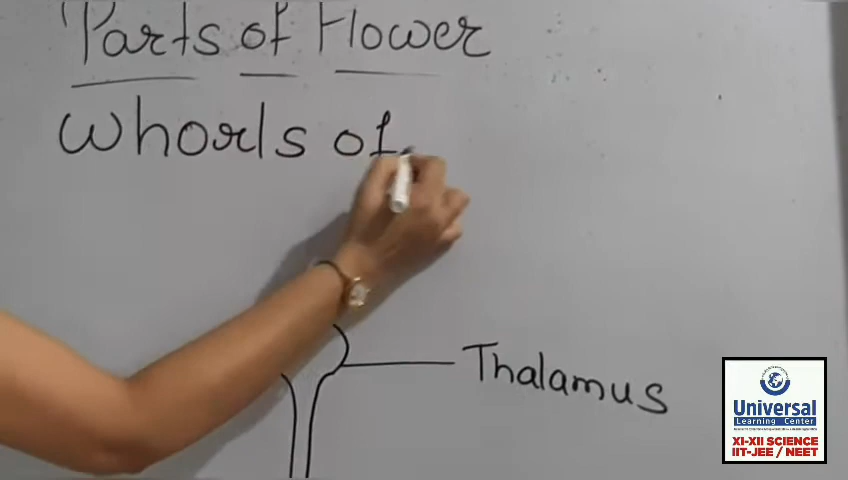 Parts of Flower
Whorls of
Thalamus
Universal
Learning Center
XI-XII SCIENCE
IIT-JEE / NEET